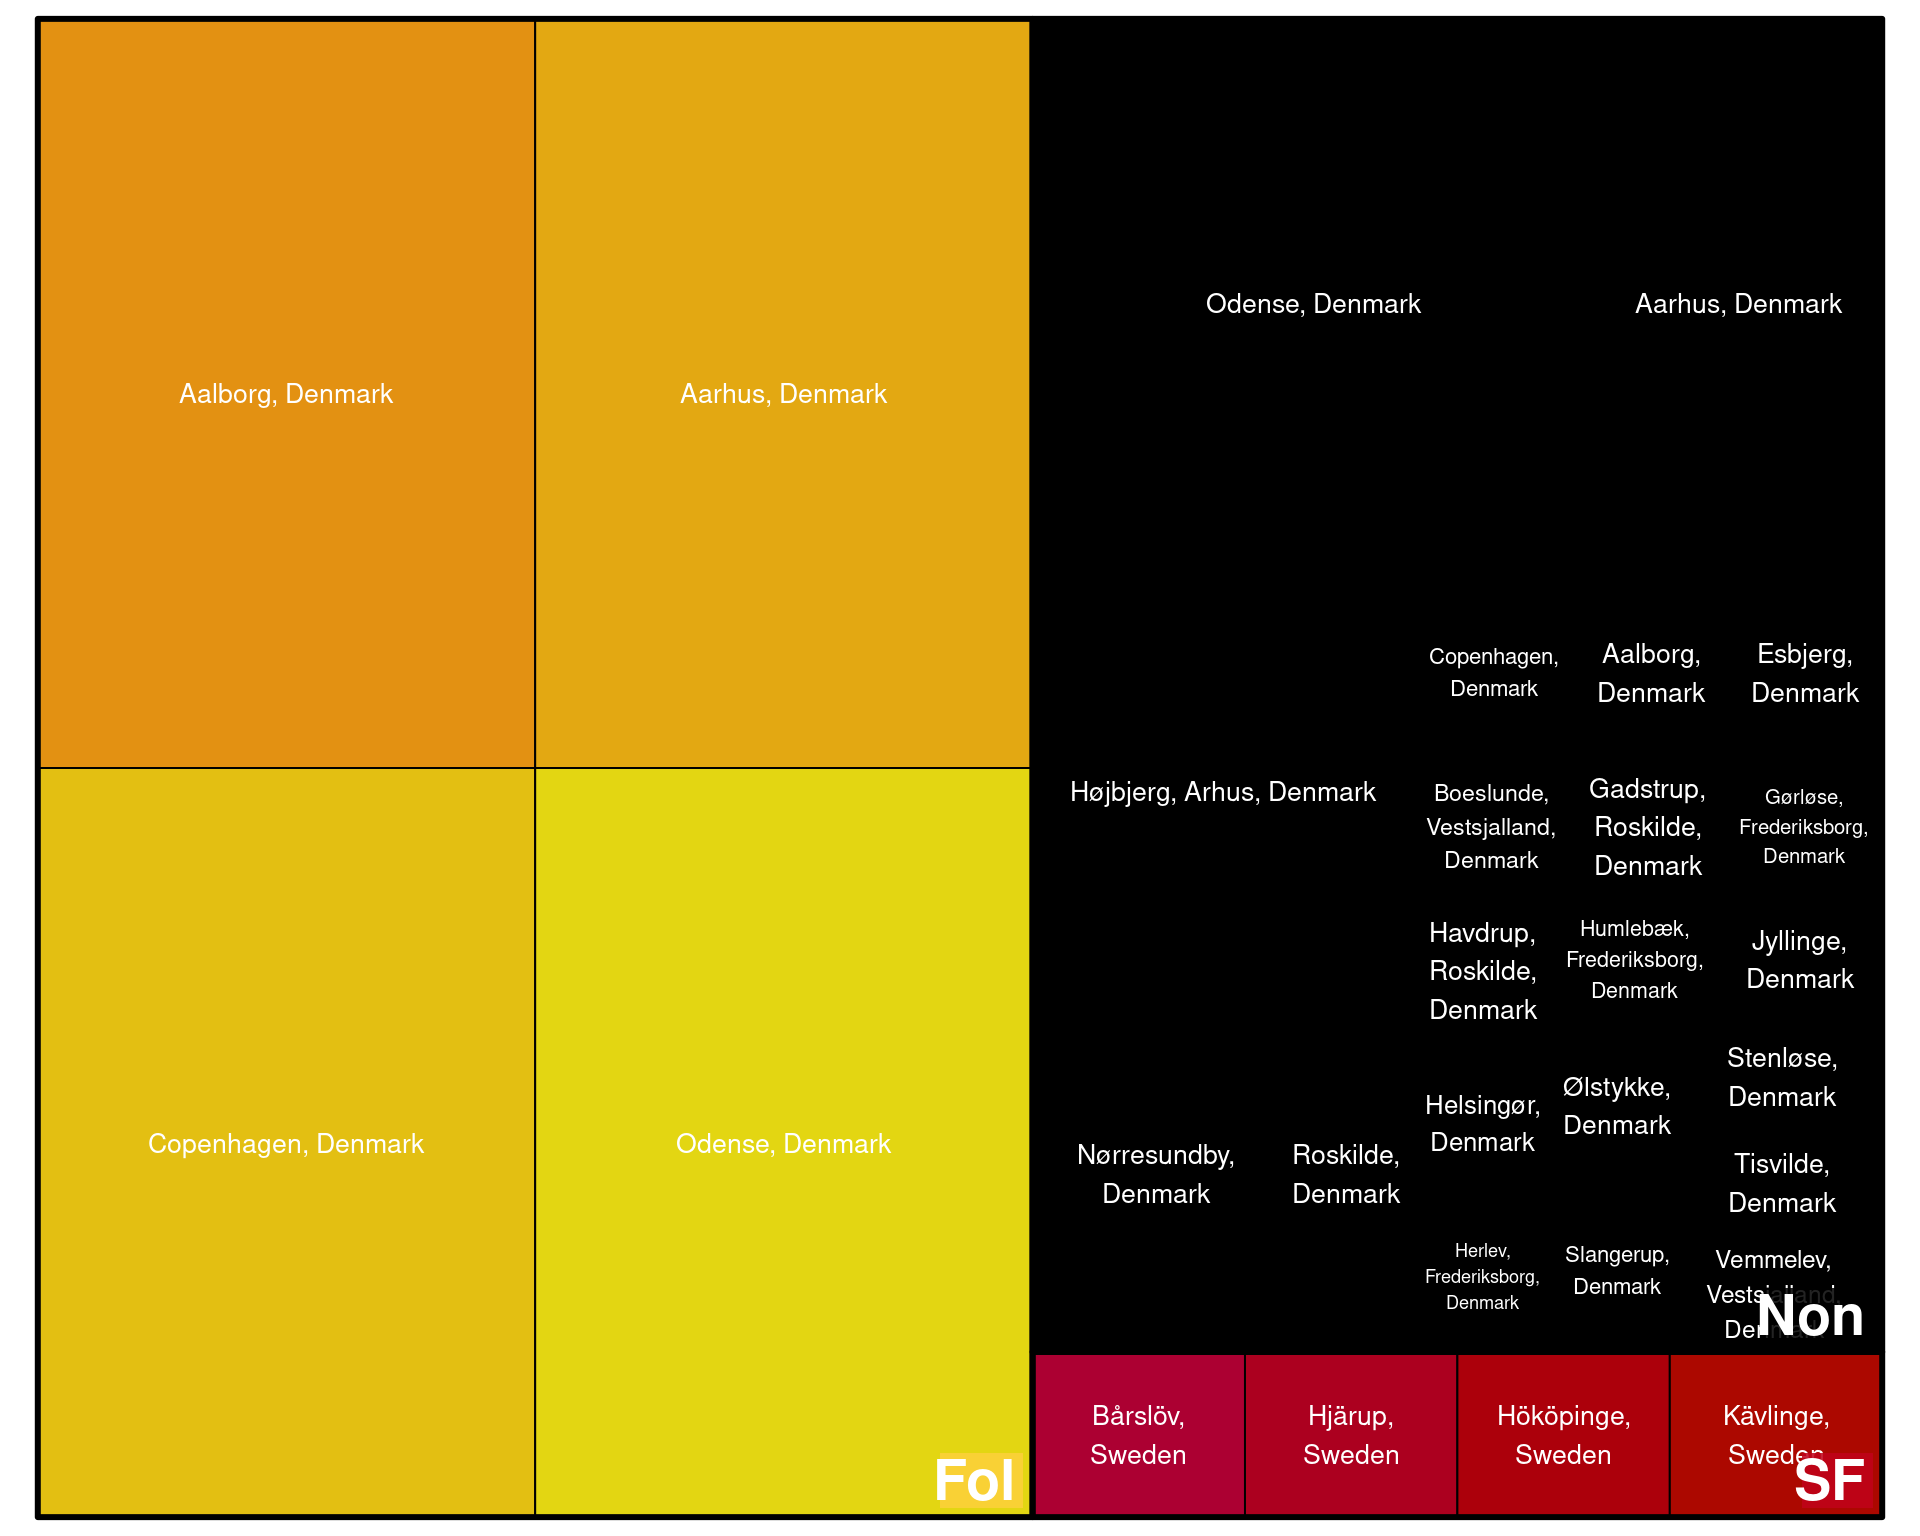 Aalborg, Denmark
Aarhus, Denmark
Copenhagen, Denmark
Odense, Denmark
Fol
Odense, Denmark
Aarhus, Denmark
Højbjerg, Arhus, Denmark
Copenhagen,
Denmark
Aalborg,
Denmark
Esbjerg,
Denmark
Boeslunde,
Vestsjalland,
Denmark
Gadstrup,
Roskilde,
Denmark
Gørløse,
Frederiksborg,
Denmark
Havdrup,
Roskilde,
Denmark
Humlebæk,
Frederiksborg,
Denmark
Jyllinge,
Denmark
Nørresundby,
Denmark
Roskilde,
Denmark
Helsingør,
Denmark
Ølstykke,
Denmark
Stenløse,
Denmark
Tisvilde,
Denmark
Herlev,
Frederiksborg,
Denmark
Slangerup,
Denmark
Vemmelev,
Vestsjalland,
Denmark
Non
Bårslöv,
Sweden
Hjärup,
Sweden
Hököpinge,
Sweden
Kävlinge,
Sweden
SF